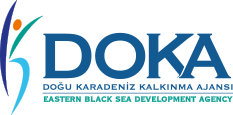 DOKA
DOĞU KARADENİZ KALKINMA AJANSI
EASTERN BLACK SEA DEVELOPMENT AGENCY